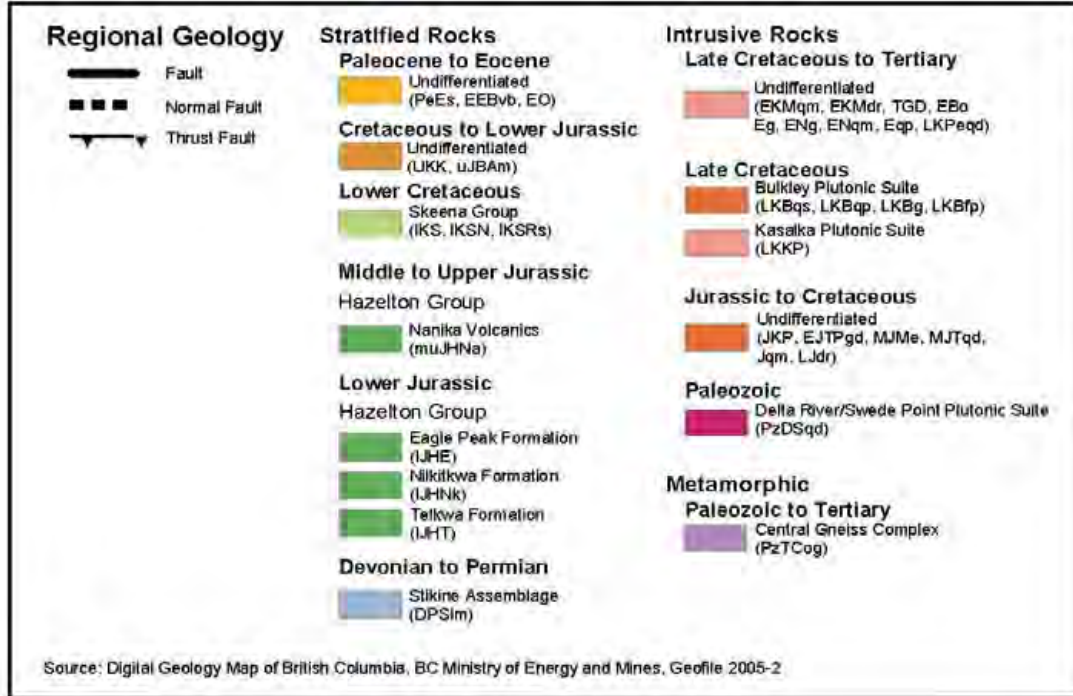 Regional Geology
Fault
Normal Fault
Thrust Fault
Stratified Rocks
Paleocene to Eocene
Undifferentiated
(PeEs, EEBvb, EO)
Cretaceous to Lower Jurassic
Undifferentiated
(UKK, uJBAm)
Lower Cretaceous
Skeena Group
(IKS, IKSN, IKSRs)
Middle to Upper Jurassic
Hazelton Group
Nanika Volcanics
(muJHNa)
Lower Jurassic
Hazelton Group
Eagle Peak Formation
(IJHE)
Nilkitkwa Formation
(IJHNk)
Telkwa Formation
(IJHT)
Devonian to Permian
Stikine Assemblage
(DPSlm)
Intrusive Rocks
Late Cretaceous to Tertiary
Undifferentiated
(EKMqm, EKMdr, TGD, EBo
Eg, ENg, ENqm, Eqp, LKPeqd)
Late Cretaceous
Bulkley Plutonic Suite
(LKBqs, LKBqp, LKBg, LKBfp)
Kasalka Plutonic Suite
(LKKP)
Jurassic to Cretaceous
Undifferentiated
(JKP, EJTPgd, MJMe, MJTqd,
Jqm, LJdr)
Paleozoic
Delta River/Swede Point Plutonic Suite
(PzDSqd)
Metamorphic
Paleozoic to Tertiary
Central Gneiss Complex
(PzTCog)
Source: Digital Geology Map of British Columbia, BC Ministry of Energy and Mines, Geofile 2005-2